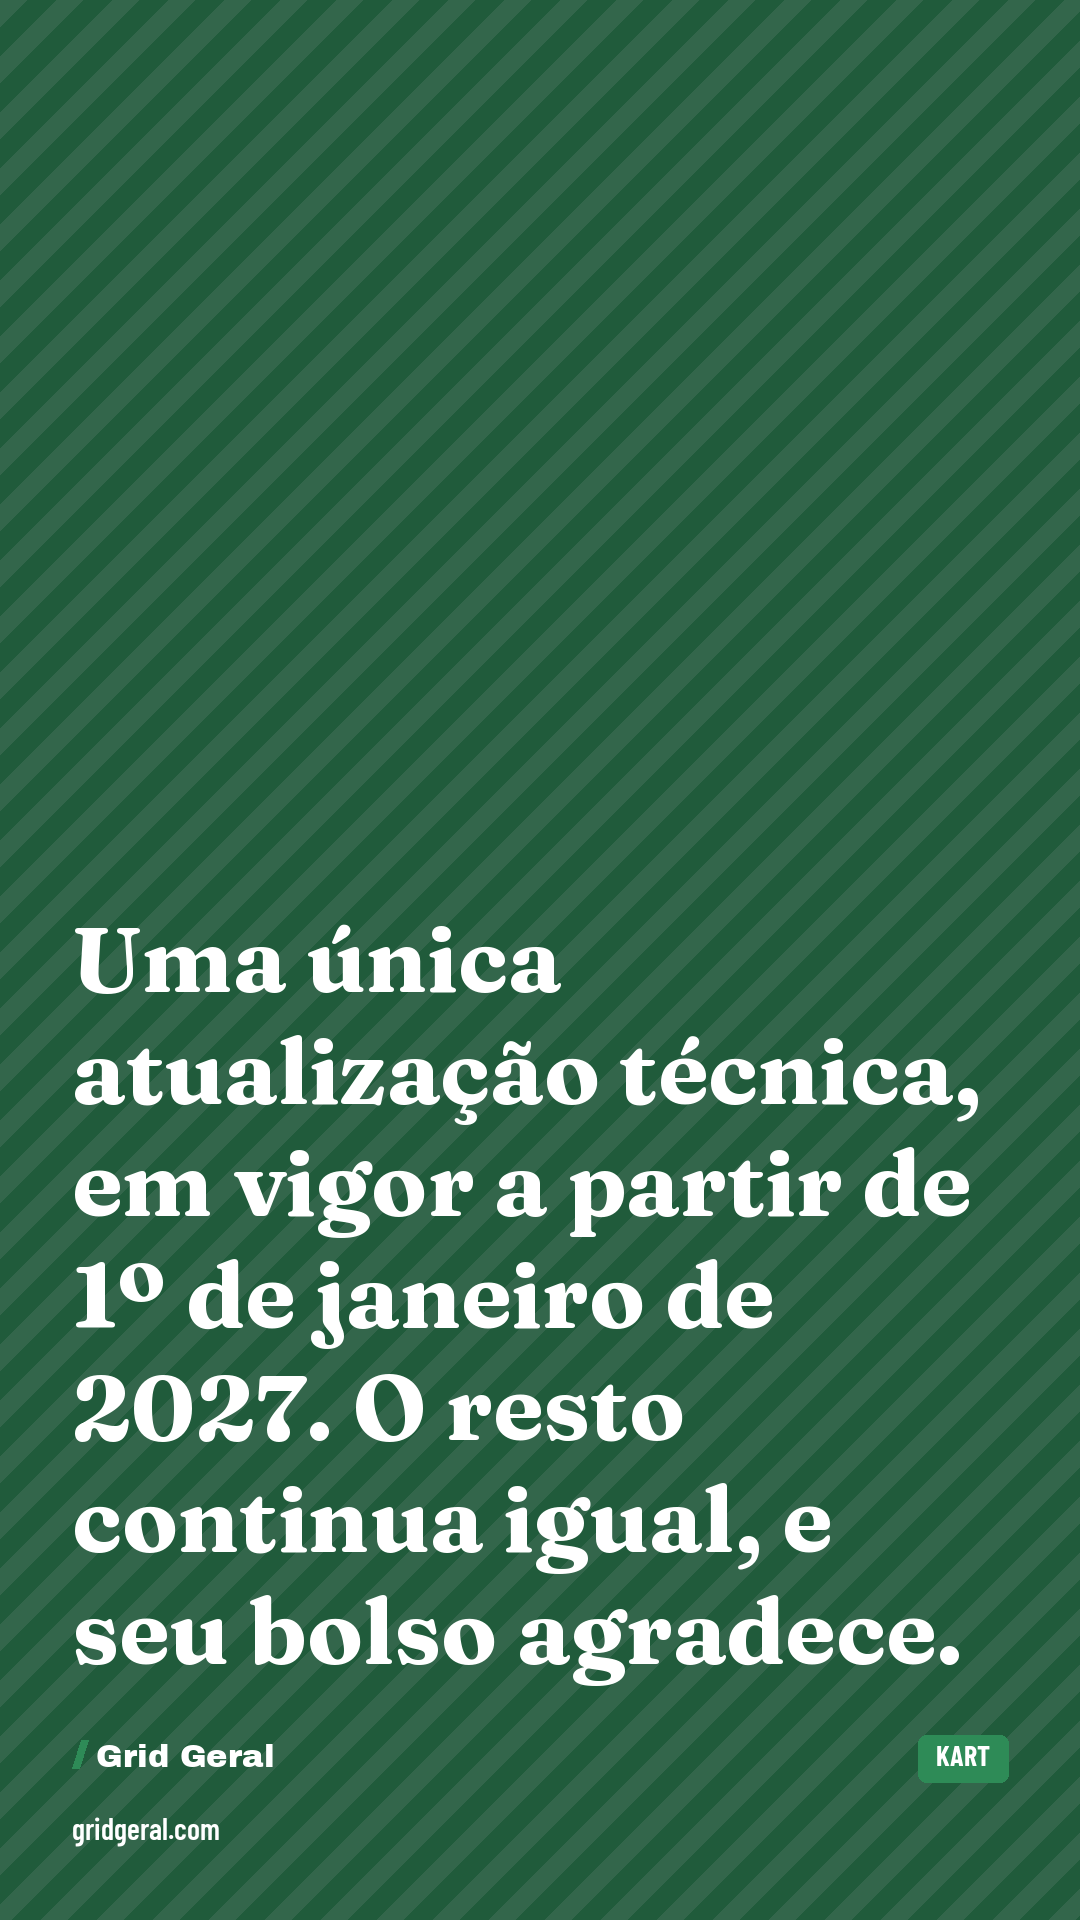 Uma única
atualização técnica,
em vigor a partir de
1º de janeiro de
2027. O resto
continua igual, e
seu bolso agradece.
/ Grid Geral
KART
gridgeral.com